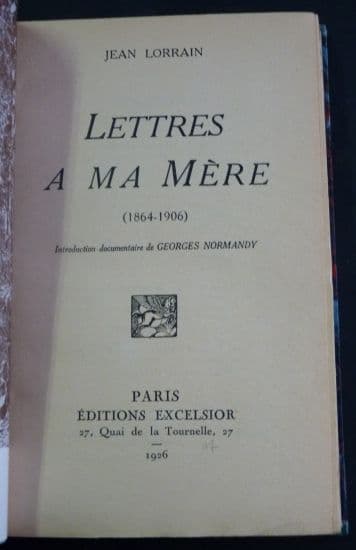 JEAN LORRAIN
LETTRES
A MA MÈRE
(1864-1906)
Introduction documentaire de GEORGES NORMANDY
PARIS
ÉDITIONS EXCELSIOR
27, Quai de la Tournelle, 27
1926